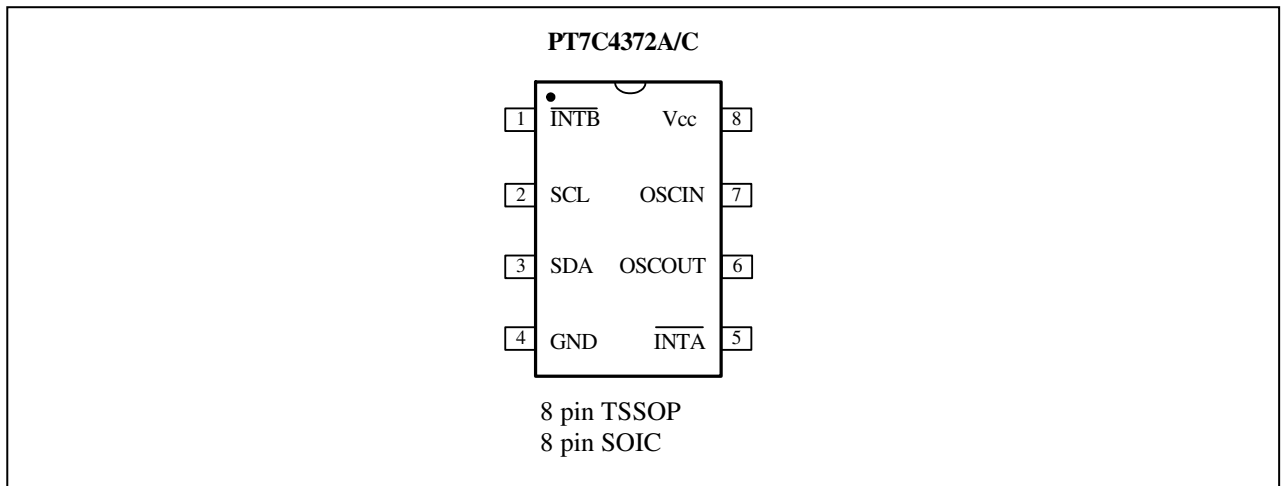 PT7C4372A/C
1 INTB Vcc 8
2 SCL OSCIN 7
3 SDA OSCOUT 6
4 GND INTA 5
8 pin TSSOP
8 pin SOIC